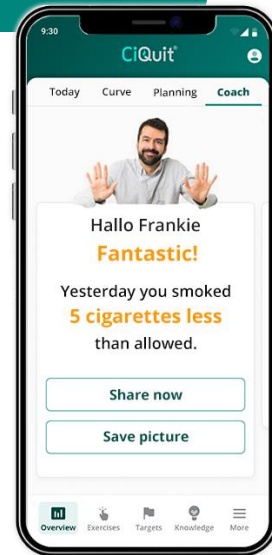 9:30
CiQuit®
Today Curve Planning Coach
Hallo Frankie
Fantastic!
Yesterday you smoked
5 cigarettes less
than allowed.
Share now
Save picture
Overview Exercises Targets Knowledge More